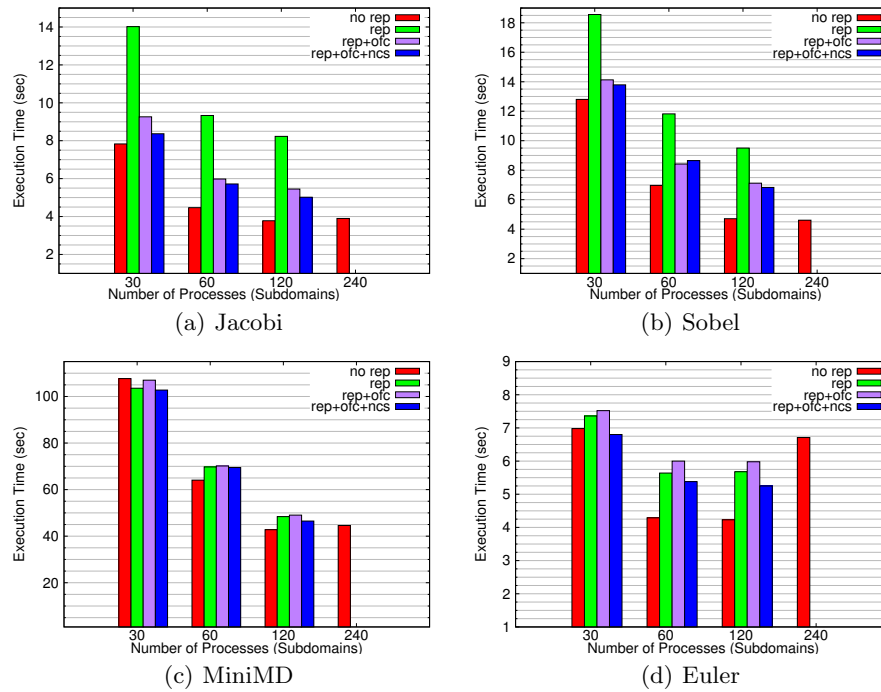 no rep
rep
rep+ofc
rep+ofc+ncs
Execution Time (sec)
14
12
10
8
6
4
2
30 60 120 240
Number of Processes (Subdomains)
(a) Jacobi
no rep
rep
rep+ofc
rep+ofc+ncs
Execution Time (sec)
18
16
14
12
10
8
6
4
2
30 60 120 240
Number of Processes (Subdomains)
(b) Sobel
no rep
rep
rep+ofc
rep+ofc+ncs
Execution Time (sec)
100
80
60
40
20
30 60 120 240
Number of Processes (Subdomains)
(c) MiniMD
no rep
rep
rep+ofc
rep+ofc+ncs
Execution Time (sec)
9
8
7
6
5
4
3
2
1
30 60 120 240
Number of Processes (Subdomains)
(d) Euler